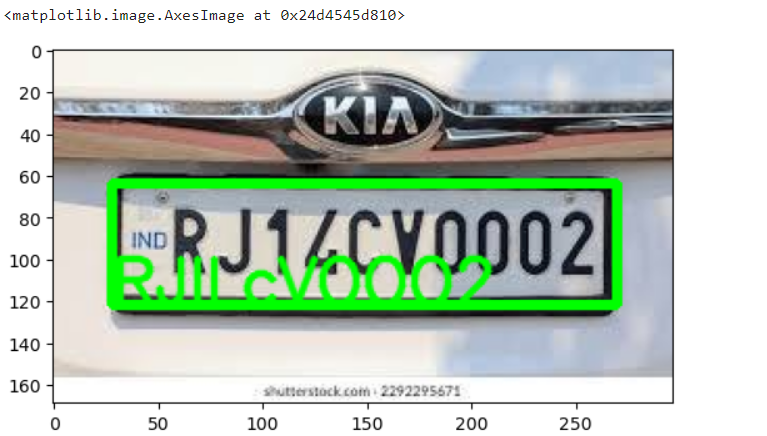 <matplotlib.image.AxesImage at 0x24d4545d810>
0
20
40
60
80
100
120
140
160
KIA
IND RJ14CV0002
cV0002
shutterstock.com · 2292295671
0 50 100 150 200 250